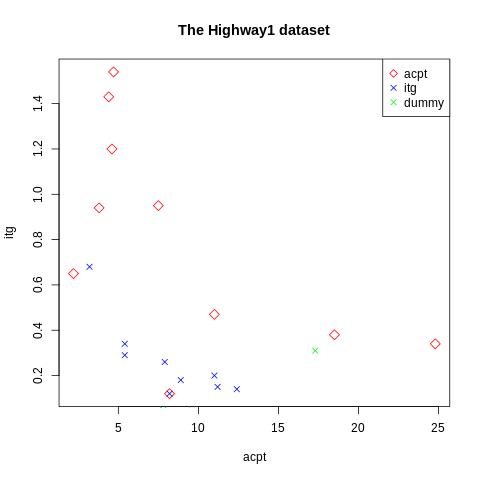 The Highway1 dataset
acpt
itg
dummy
1.4
1.2
1.0
0.8
0.6
0.4
0.2
itg
5 10 15 20 25
acpt